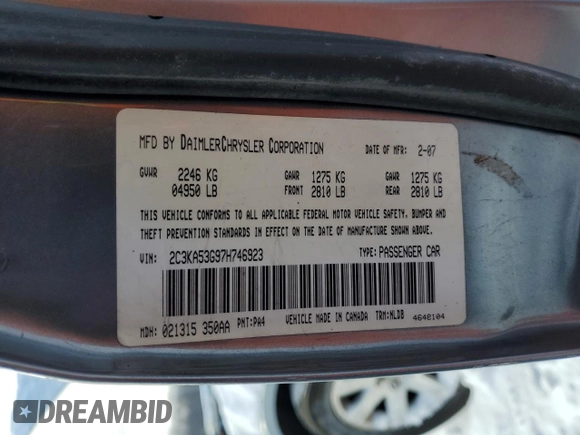 MFD BY DAIMLERCHRYSLER CORPORATION DATE OF MFR: 2-07
GVWR 2246 KG GAWR 1275 KG GAWR 1275 KG
04950 LB FRONT 2810 LB REAR 2810 LB
THIS VEHICLE CONFORMS TO ALL APPLICABLE FEDERAL MOTOR VEHICLE SAFETY, BUMPER AND
THEFT PREVENTION STANDARDS IN EFFECT ON THE DATE OF MANUFACTURE SHOWN ABOVE.
VIN: 2C3KA53G97H746923 TYPE: PASSENGER CAR
MDH: 021315 350AA PNT: PA4 VEHICLE MADE IN CANADA TRM: NLDB 4648104
DREAMBID